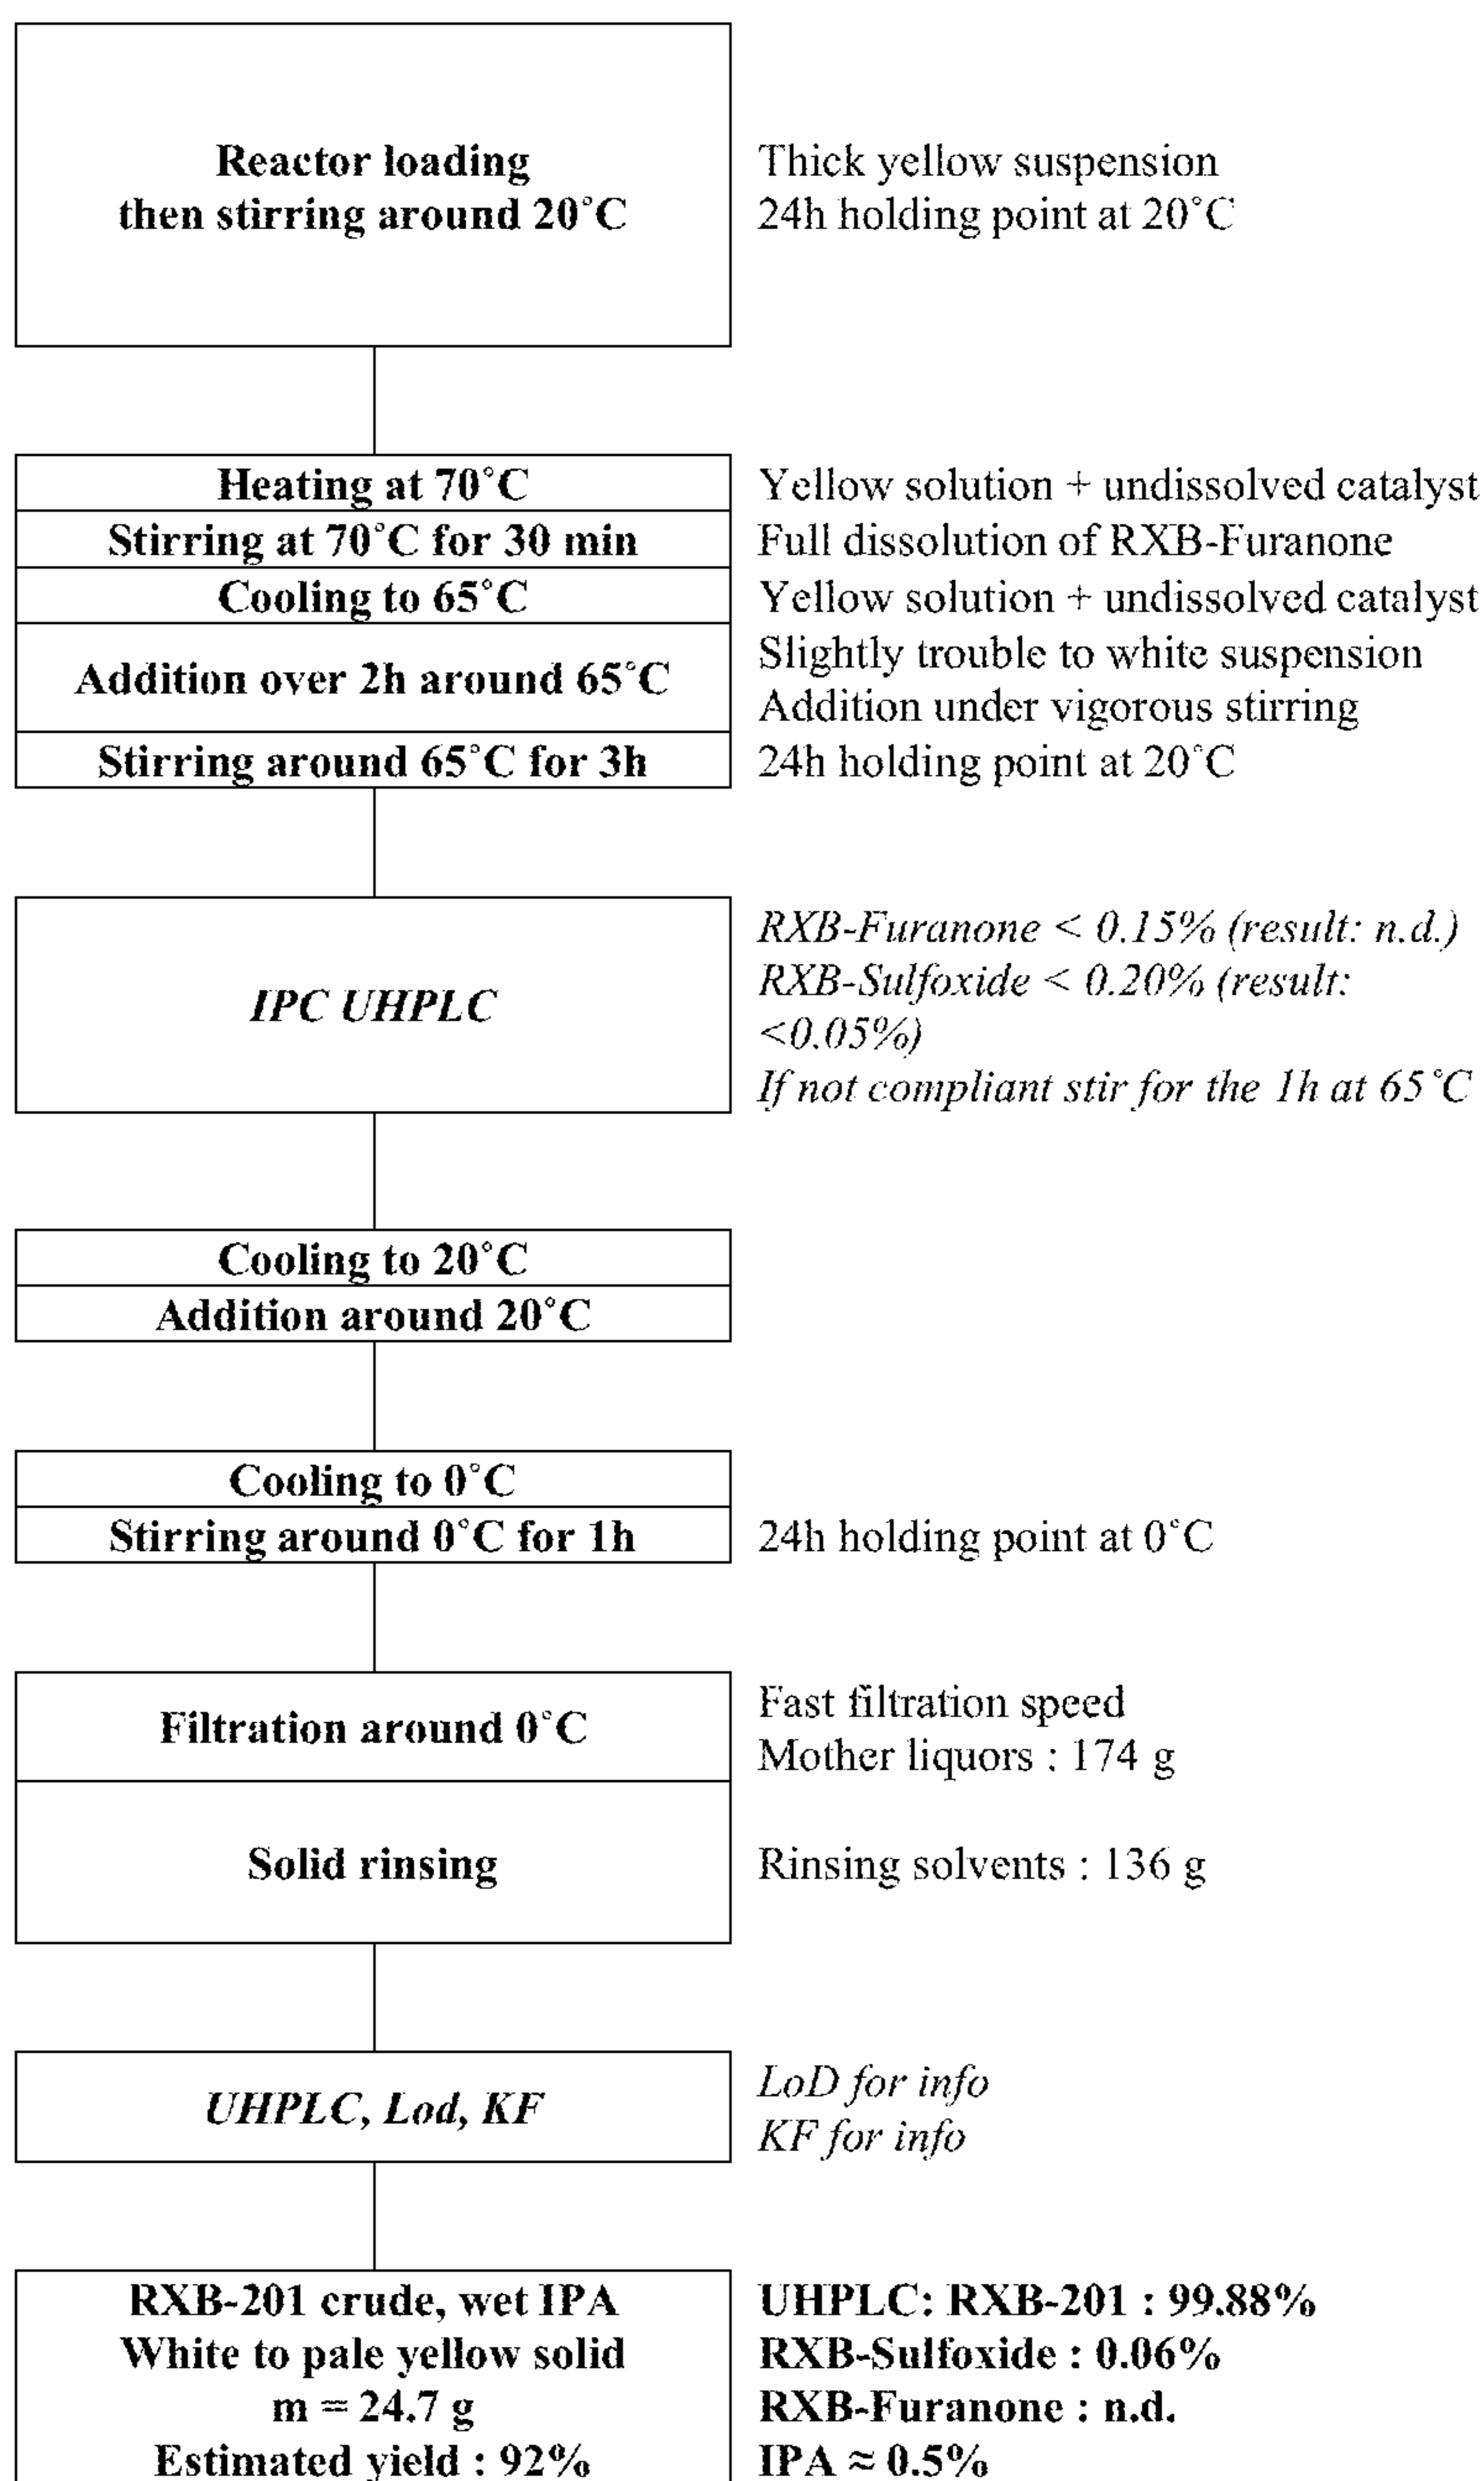 Reactor loading
then stirring around 20°C
Thick yellow suspension
24h holding point at 20°C
Heating at 70°C
Yellow solution + undissolved catalyst
Stirring at 70°C for 30 min
Full dissolution of RXB-Furanone
Cooling to 65°C
Yellow solution + undissolved catalyst
Addition over 2h around 65°C
Slightly trouble to white suspension
Addition under vigorous stirring
Stirring around 65°C for 3h
24h holding point at 20°C
IPC UHPLC
RXB-Furanone < 0.15% (result: n.d.)
RXB-Sulfoxide < 0.20% (result:
<0.05%)
If not compliant stir for the 1h at 65°C
Cooling to 20°C
Addition around 20°C
Cooling to 0°C
Stirring around 0°C for 1h
24h holding point at 0°C
Filtration around 0°C
Fast filtration speed
Mother liquors : 174 g
Solid rinsing
Rinsing solvents : 136 g
UHPLC, Lod, KF
LoD for info
KF for info
RXB-201 crude, wet IPA
White to pale yellow solid
m = 24.7 g
Estimated yield : 92%
UHPLC: RXB-201 : 99.88%
RXB-Sulfoxide : 0.06%
RXB-Furanone : n.d.
IPA ≈ 0.5%